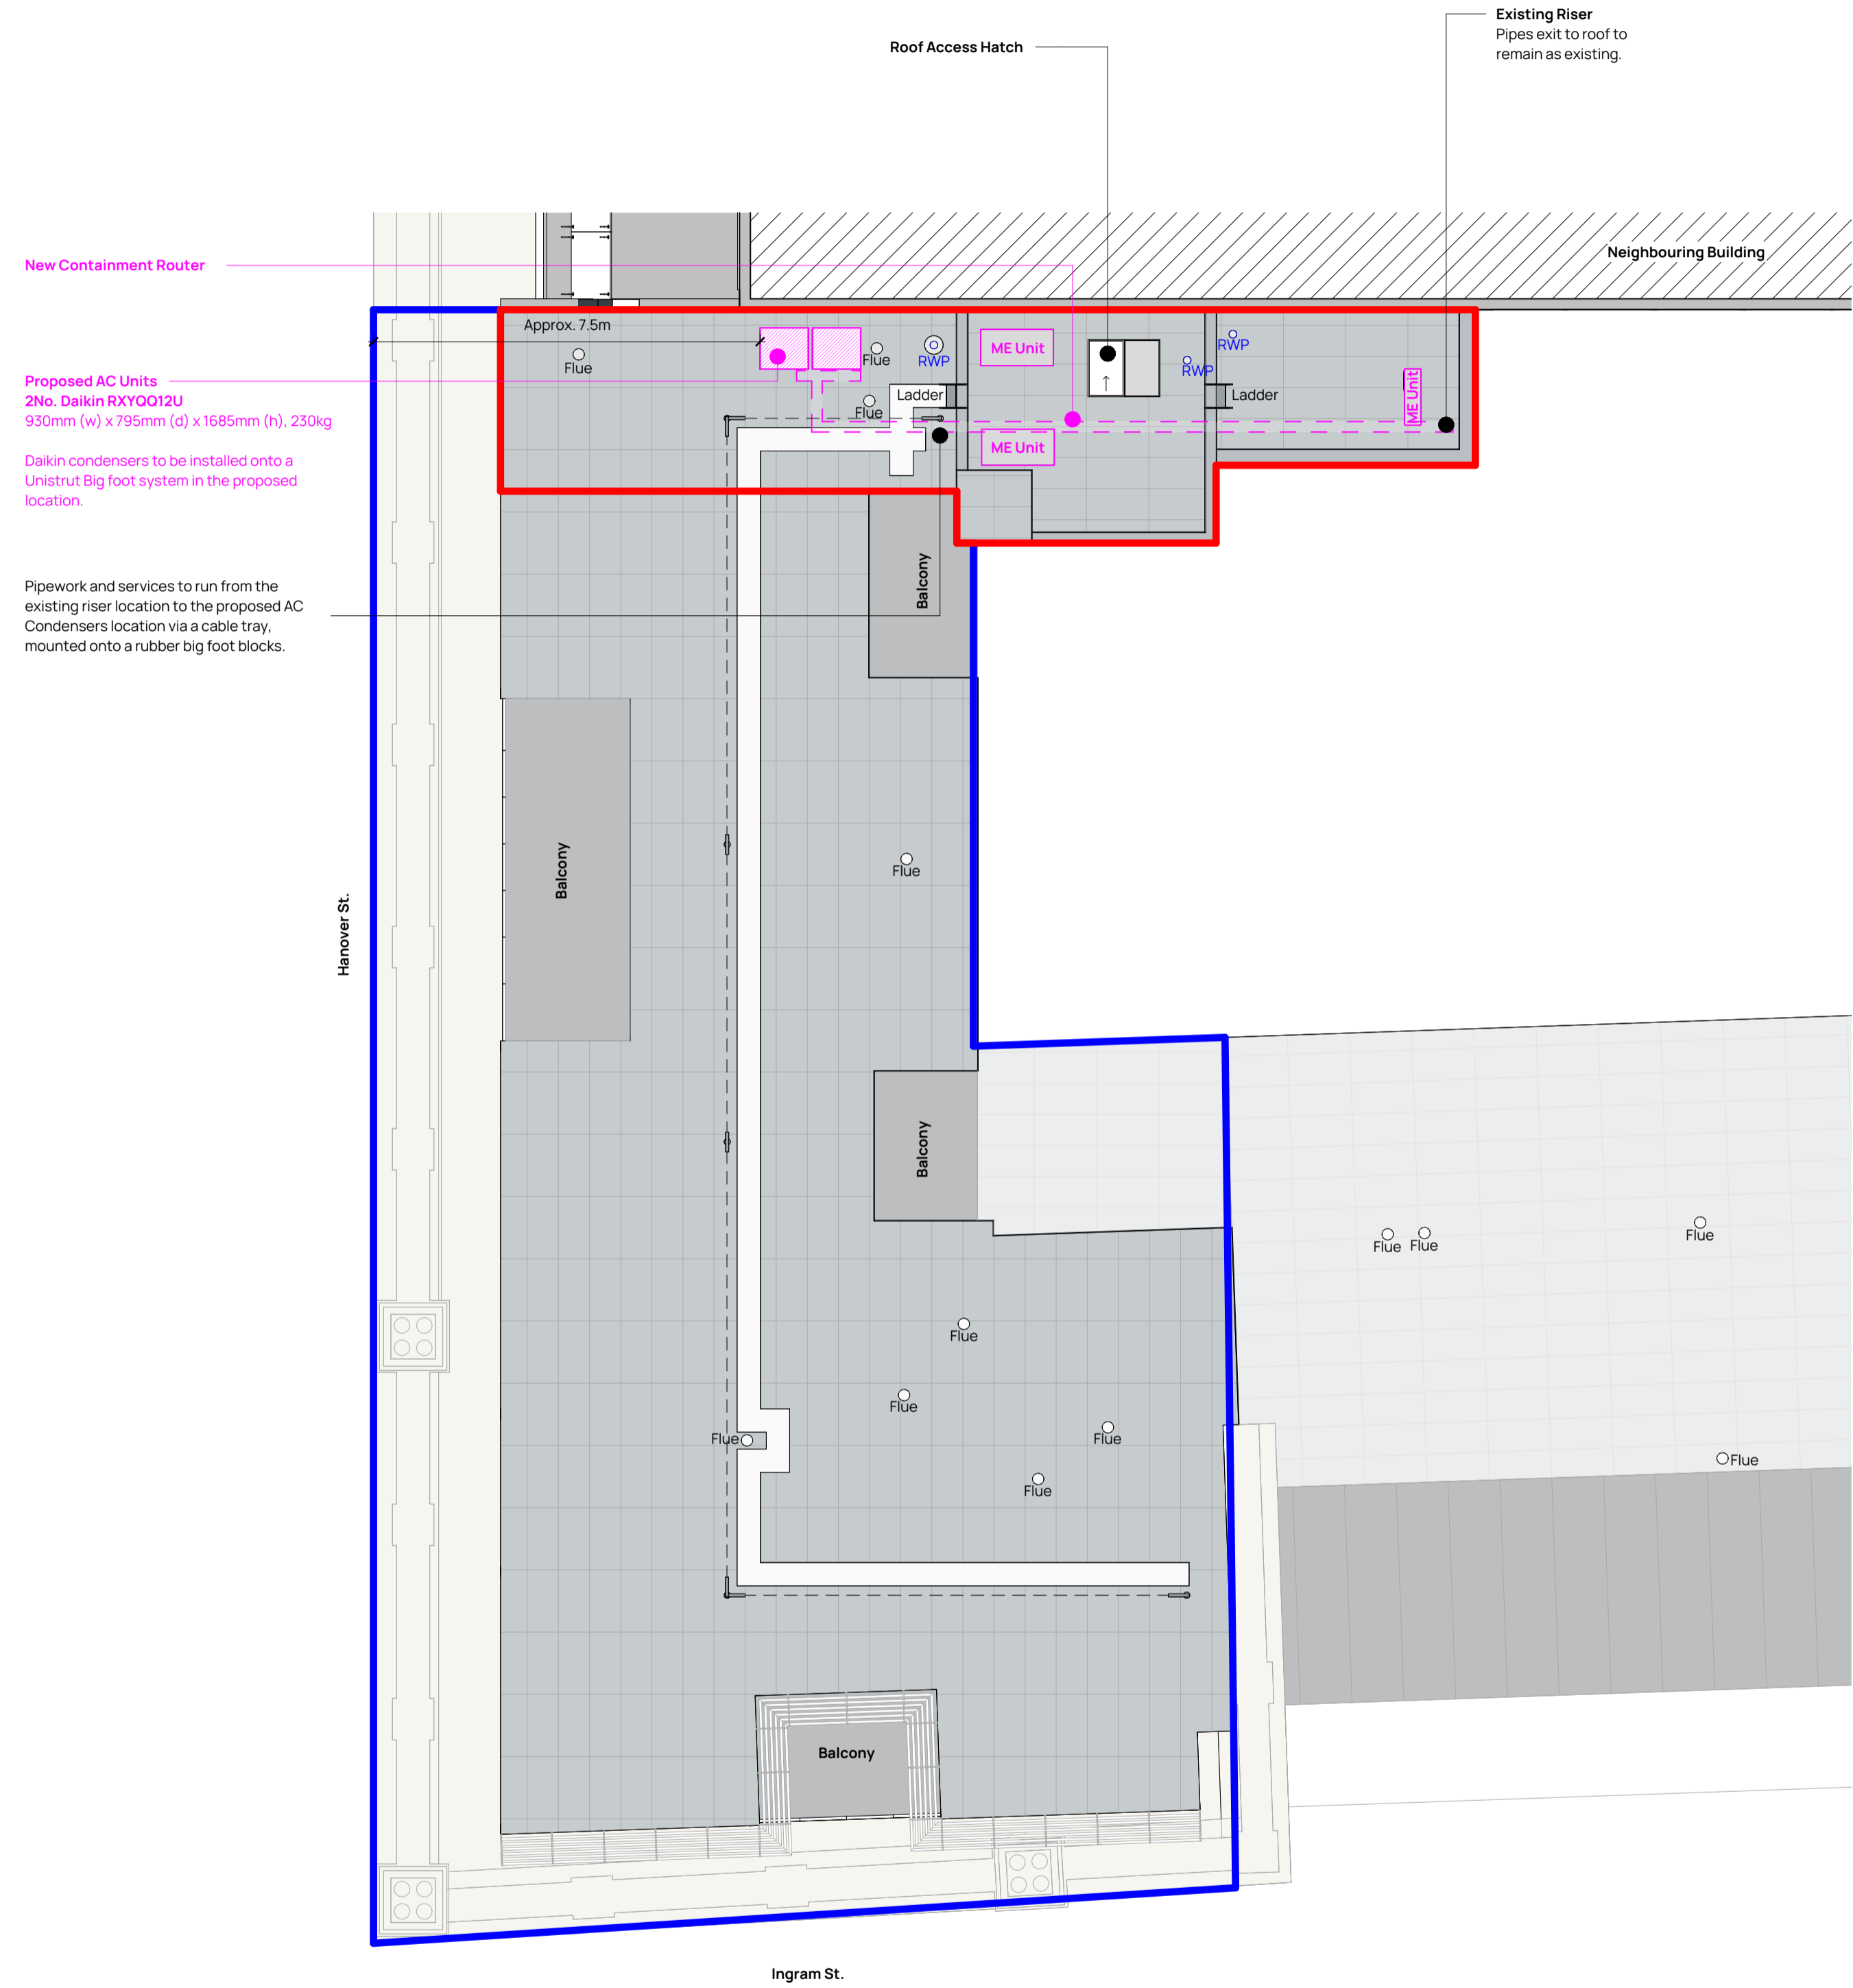 Existing Riser
Pipes exit to roof to
remain as existing.
Roof Access Hatch
Neighbouring Building
New Containment Router
Approx. 7.5m
Flue
Flue
RWP
ME Unit
RWP
RWP
Proposed AC Units
2No. Daikin RXYQQ12U
930mm (w) x 795mm (d) x 1685mm (h), 230kg
Flue
Ladder
Ladder
ME Unit
ME Unit
Daikin condensers to be installed onto a
Unistrut Big foot system in the proposed
location.
Pipework and services to run from the
existing riser location to the proposed AC
Condensers location via a cable tray,
mounted onto a rubber big foot blocks.
Balcony
Balcony
Flue
Hanover St.
Balcony
Flue
Flue
Flue
Flue
Flue
Flue
Flue
Flue
Flue
Balcony
Ingram St.